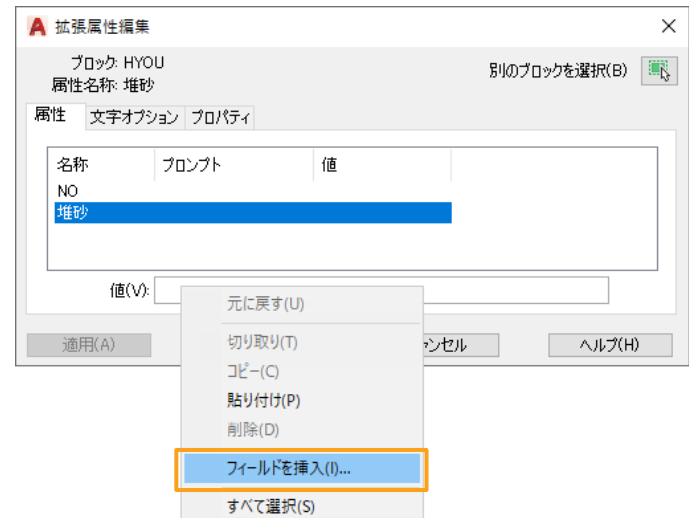 拡張属性編集
ブロック: HYOU
属性名称: 堆砂
別のブロックを選択(B)
属性 文字オプション プロパティ
名称 プロンプト 値
NO
堆砂
値(V):
元に戻す(U)
適用(A) 切り取り(T) ャンセル ヘルプ(H)
コピー(C)
貼り付け(P)
削除(D)
フィールドを挿入(I)...
すべて選択(S)